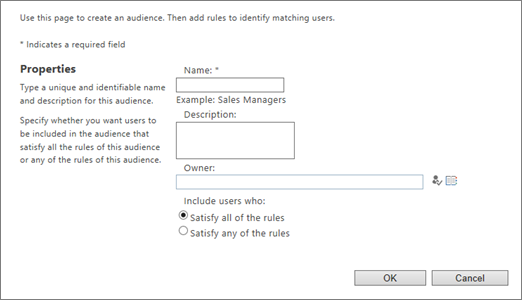 Use this page to create an audience. Then add rules to identify matching users.
* Indicates a required field
Properties
Type a unique and identifiable name
and description for this audience.
Specify whether you want users to
be included in the audience that
satisfy all the rules of this audience
or any of the rules of this audience.
Name: *
Example: Sales Managers
Description:
Owner:
Include users who:
Satisfy all of the rules
Satisfy any of the rules
OK
Cancel